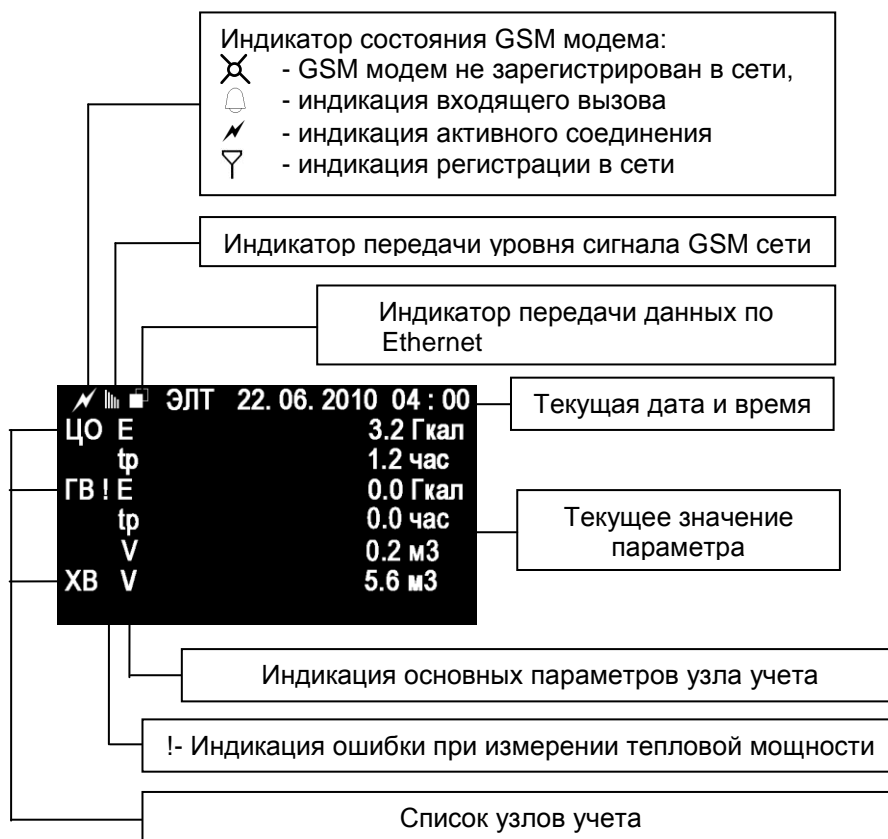 Индикатор состояния GSM модема:
- GSM модем не зарегистрирован в сети,
- индикация входящего вызова
- индикация активного соединения
- индикация регистрации в сети
Индикатор передачи уровня сигнала GSM сети
Индикатор передачи данных по
Ethernet
ЭЛТ 22. 06. 2010 04 : 00
Текущая дата и время
ЦО E 3.2 Гкал
tp 1.2 час
ГВ ! E 0.0 Гкал
tp 0.0 час
V 0.2 м3
ХВ V 5.6 м3
Текущее значение
параметра
Индикация основных параметров узла учета
!- Индикация ошибки при измерении тепловой мощности
Список узлов учета